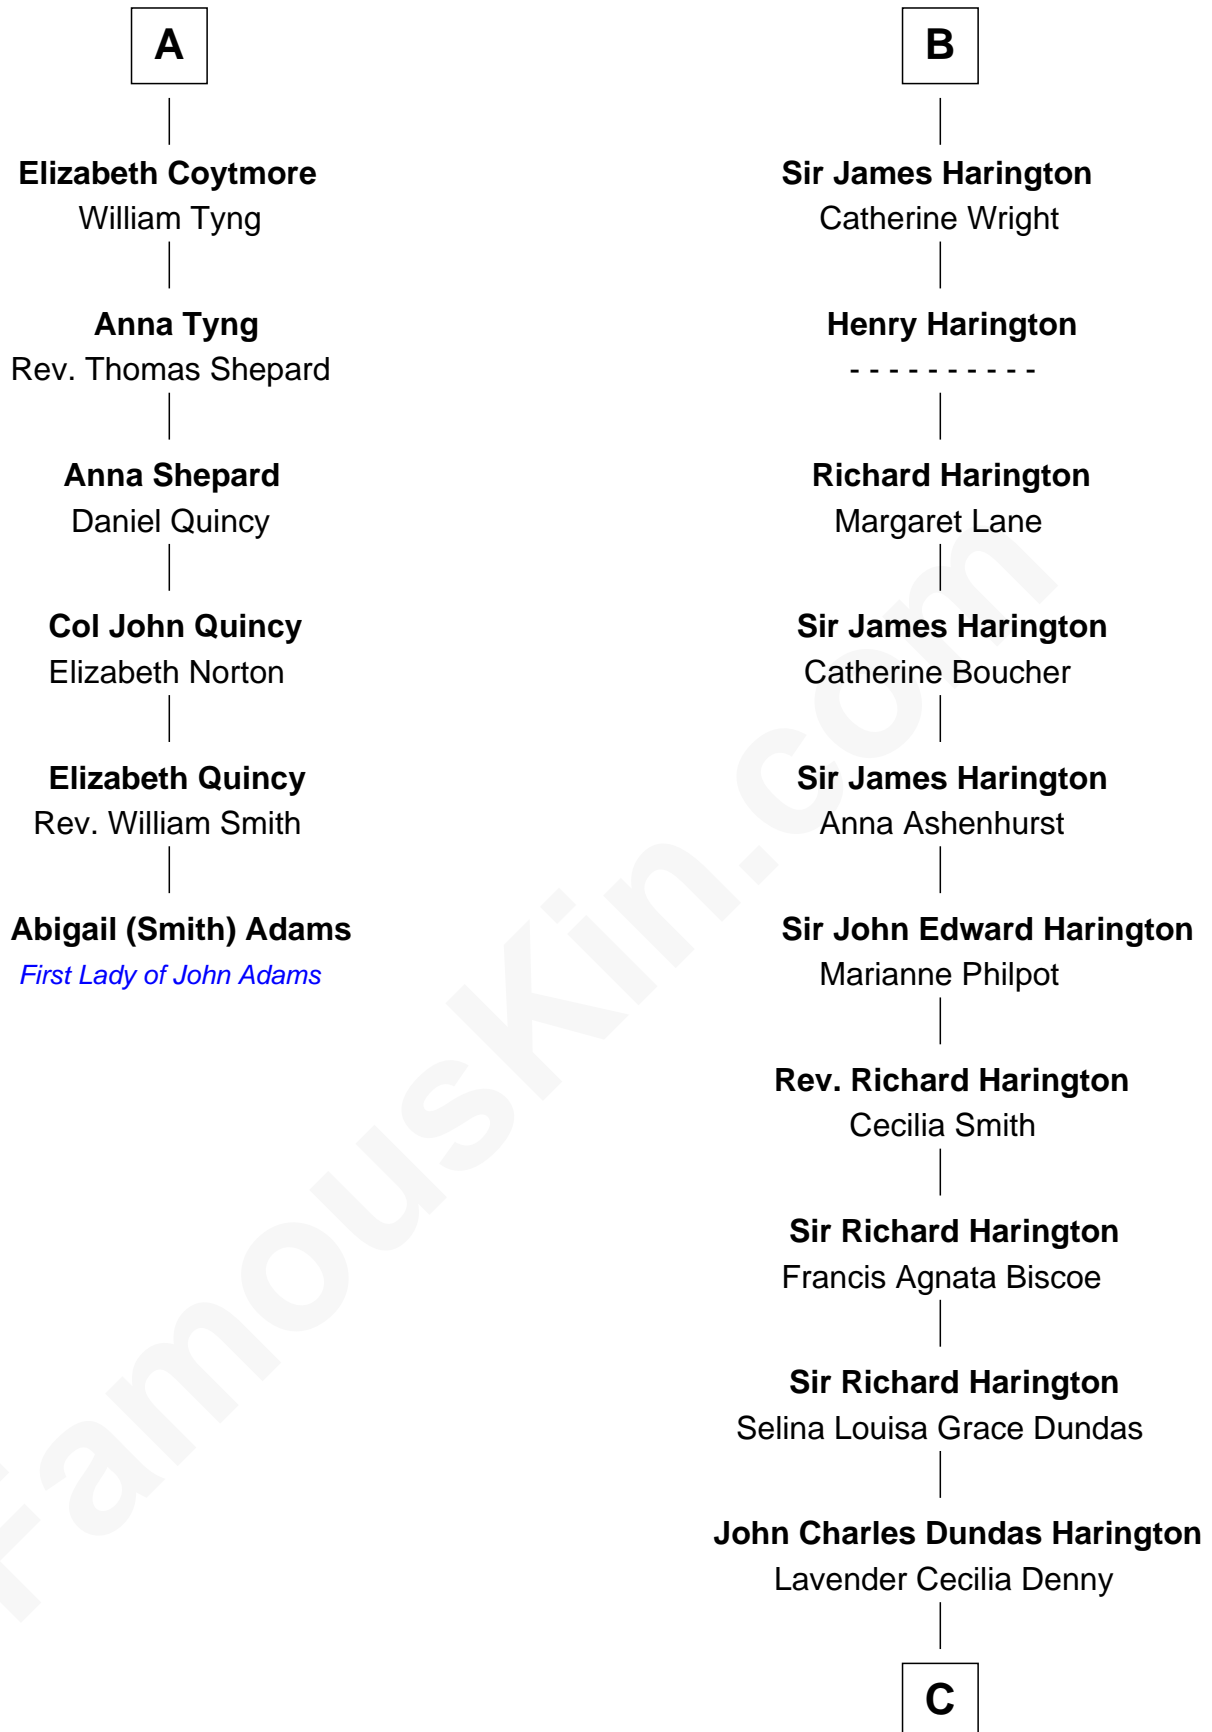 A
Elizabeth Coytmore
William Tyng
Anna Tyng
Rev. Thomas Shepard
Anna Shepard
Daniel Quincy
Col John Quincy
Elizabeth Norton
Elizabeth Quincy
Rev. William Smith
Abigail (Smith) Adams
First Lady of John Adams
B
Sir James Harington
Catherine Wright
Henry Harington
- - - - - - - - - -
Richard Harington
Margaret Lane
Sir James Harington
Catherine Boucher
Sir James Harington
Anna Ashenhurst
Sir John Edward Harington
Marianne Philpot
Rev. Richard Harington
Cecilia Smith
Sir Richard Harington
Francis Agnata Biscoe
Sir Richard Harington
Selina Louisa Grace Dundas
John Charles Dundas Harington
Lavender Cecilia Denny
C
FamousKin.com